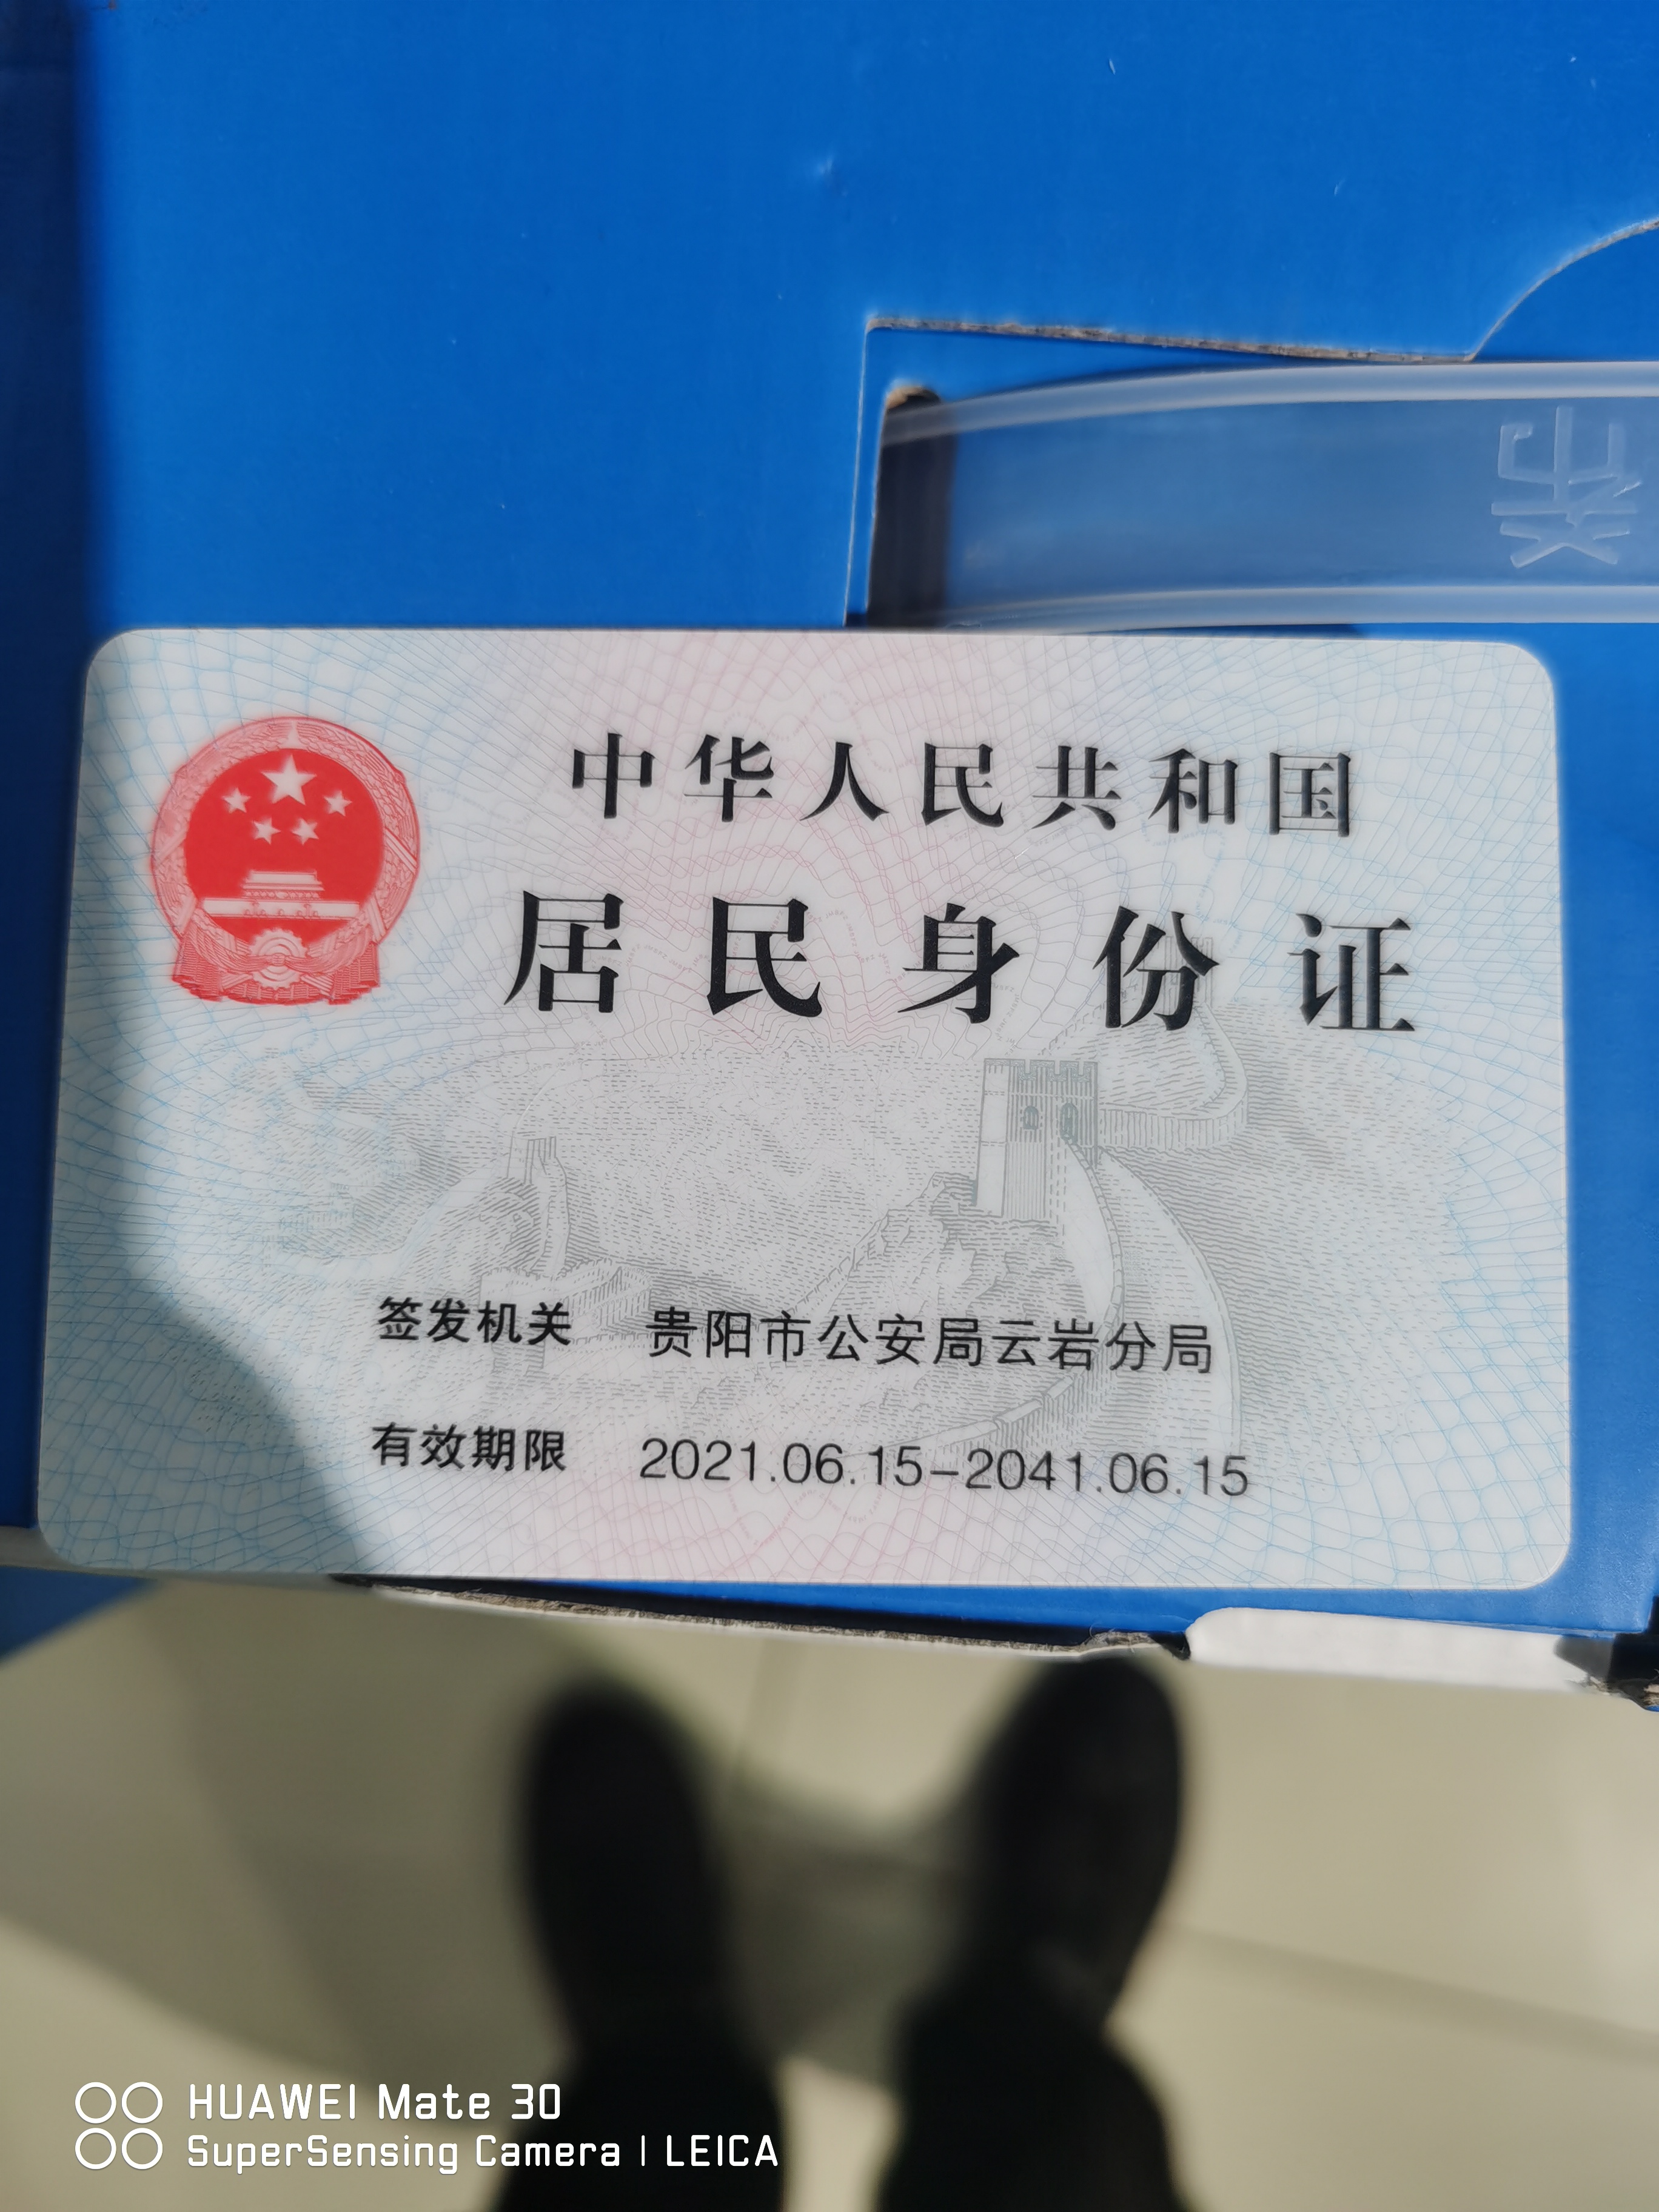 中华人民共和国
居民身份证
签发机关 贵阳市公安局云岩分局
有效期限 2021.06.15-2041.06.15
HUAWEI Mate 30
SuperSensing Camera | LEICA